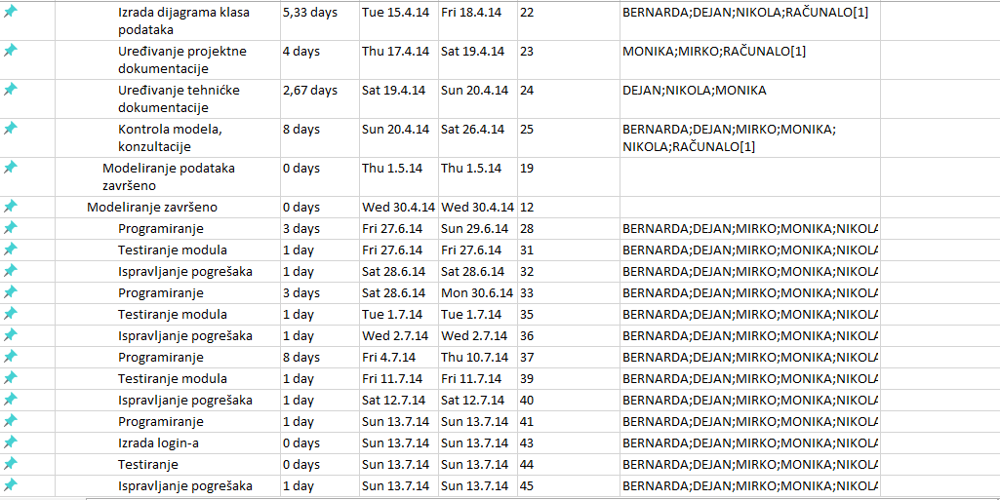 Izrada dijagrama klasa podataka 5,33 days Tue 15.4.14 Fri 18.4.14 22 BERNARDA;DEJAN;NIKOLA;RAČUNALO[1]
Uređivanje projektne dokumentacije 4 days Thu 17.4.14 Sat 19.4.14 23 MONIKA;MIRKO;RAČUNALO[1]
Uređivanje tehničke dokumentacije 2,67 days Sat 19.4.14 Sun 20.4.14 24 DEJAN;NIKOLA;MONIKA
Kontrola modela, konzultacije 8 days Sun 20.4.14 Sat 26.4.14 25 BERNARDA;DEJAN;MIRKO;MONIKA; NIKOLA;RAČUNALO[1]
Modeliranje podataka završeno 0 days Thu 1.5.14 Thu 1.5.14 19
Modeliranje završeno 0 days Wed 30.4.14 Wed 30.4.14 12
Programiranje 3 days Fri 27.6.14 Sun 29.6.14 28 BERNARDA;DEJAN;MIRKO;MONIKA;NIKOLA
Testiranje modula 1 day Fri 27.6.14 Fri 27.6.14 31 BERNARDA;DEJAN;MIRKO;MONIKA;NIKOLA
Ispravljanje pogrešaka 1 day Sat 28.6.14 Sat 28.6.14 32 BERNARDA;DEJAN;MIRKO;MONIKA;NIKOLA
Programiranje 3 days Sat 28.6.14 Mon 30.6.14 33 BERNARDA;DEJAN;MIRKO;MONIKA;NIKOLA
Testiranje modula 1 day Tue 1.7.14 Tue 1.7.14 35 BERNARDA;DEJAN;MIRKO;MONIKA;NIKOLA
Ispravljanje pogrešaka 1 day Wed 2.7.14 Wed 2.7.14 36 BERNARDA;DEJAN;MIRKO;MONIKA;NIKOLA
Programiranje 8 days Fri 4.7.14 Thu 10.7.14 37 BERNARDA;DEJAN;MIRKO;MONIKA;NIKOLA
Testiranje modula 1 day Fri 11.7.14 Fri 11.7.14 39 BERNARDA;DEJAN;MIRKO;MONIKA;NIKOLA
Ispravljanje pogrešaka 1 day Sat 12.7.14 Sat 12.7.14 40 BERNARDA;DEJAN;MIRKO;MONIKA;NIKOLA
Programiranje 1 day Sun 13.7.14 Sun 13.7.14 41 BERNARDA;DEJAN;MIRKO;MONIKA;NIKOLA
Izrada login-a 0 days Sun 13.7.14 Sun 13.7.14 43 BERNARDA;DEJAN;MIRKO;MONIKA;NIKOLA
Testiranje 0 days Sun 13.7.14 Sun 13.7.14 44 BERNARDA;DEJAN;MIRKO;MONIKA;NIKOLA
Ispravljanje pogrešaka 1 day Sun 13.7.14 Sun 13.7.14 45 BERNARDA;DEJAN;MIRKO;MONIKA;NIKOLA